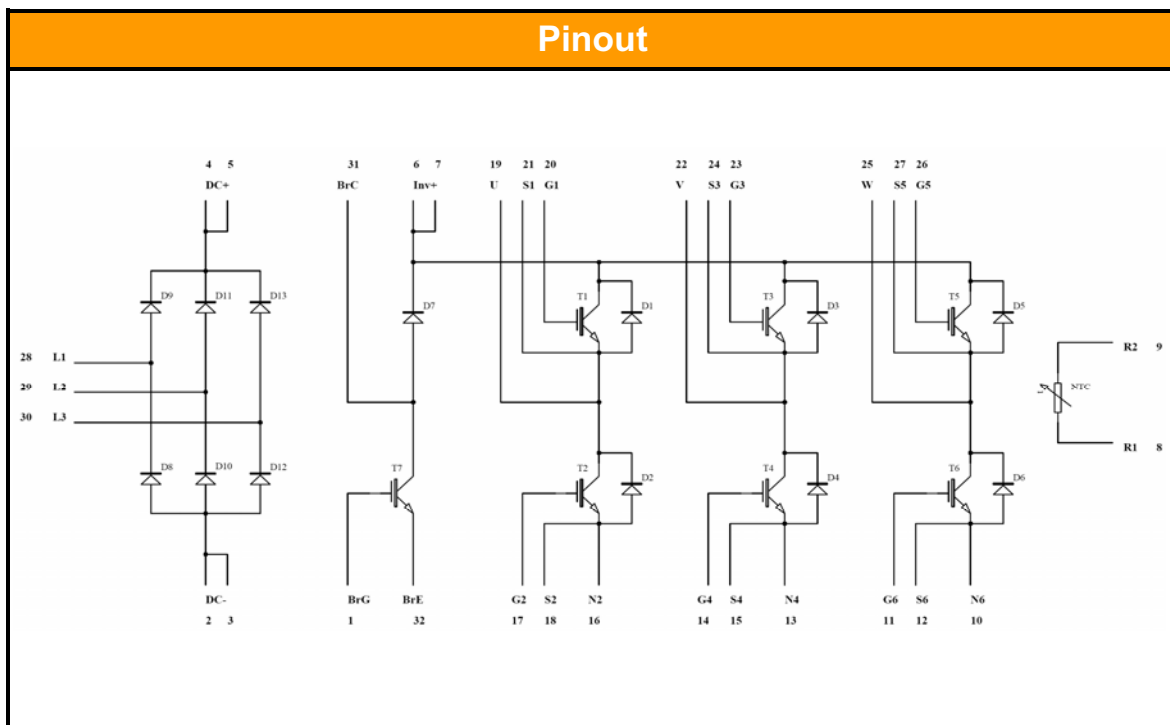 Pinout
4 5 31 6 7 19 21 20 22 24 23 25 27 26
DC+ BrC Inv+ U S1 G1 V S3 G3 W S5 G5
D9 D11 D13 D7 T1 D1 T3 D3 T5 D5
28 L1
R2 9
29 L2
NTC
30 L3
R1 8
D8 D10 D12 T7 T2 D2 T4 D4 T6 D6
DC- BrG BrE G2 S2 N2 G4 S4 N4 G6 S6 N6
2 3 1 32 17 18 16 14 15 13 11 12 10